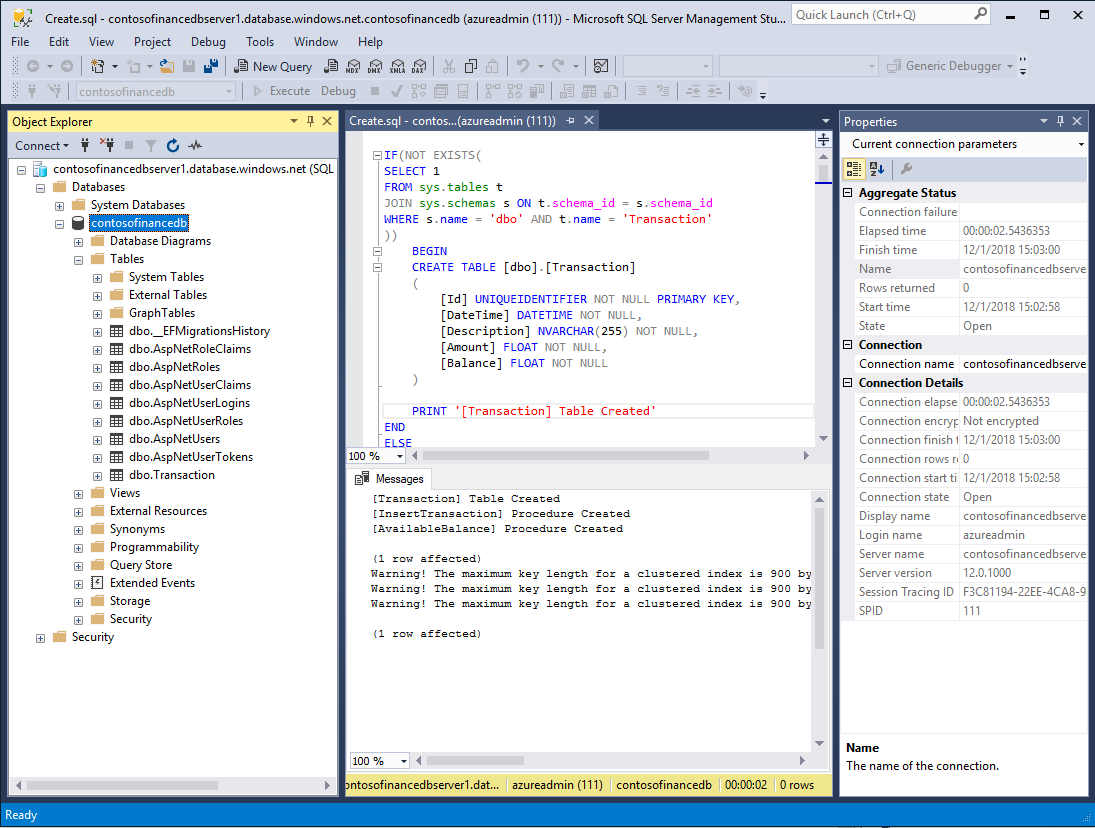 Create.sql - contosofinancedbserver1.database.windows.net.contosofinancedb (azureadmin (111)) - Microsoft SQL Server Management Stu...
Quick Launch (Ctrl+Q)
File Edit View Project Debug Tools Window Help
New Query
MDX DMX XMLA DAX
Generic Debugger
contosofinancedb
Execute Debug
Object Explorer
Connect
contosofinancedbserver1.database.windows.net (SQL
Databases
System Databases
contosofinancedb
Database Diagrams
Tables
System Tables
External Tables
GraphTables
dbo.__EFMigrationsHistory
dbo.AspNetRoleClaims
dbo.AspNetRoles
dbo.AspNetUserClaims
dbo.AspNetUserLogins
dbo.AspNetUserRoles
dbo.AspNetUsers
dbo.AspNetUserTokens
dbo.Transaction
Views
External Resources
Synonyms
Programmability
Query Store
Extended Events
Storage
Security
Security
Create.sql - contos...(azureadmin (111))
IF(NOT EXISTS(
SELECT 1
FROM sys.tables t
JOIN sys.schemas s ON t.schema_id = s.schema_id
WHERE s.name = 'dbo' AND t.name = 'Transaction'
))
BEGIN
CREATE TABLE [dbo].[Transaction]
(
[Id] UNIQUEIDENTIFIER NOT NULL PRIMARY KEY,
[DateTime] DATETIME NOT NULL,
[Description] NVARCHAR(255) NOT NULL,
[Amount] FLOAT NOT NULL,
[Balance] FLOAT NOT NULL
)
PRINT '[Transaction] Table Created'
END
ELSE
100 %
Messages
[Transaction] Table Created
[InsertTransaction] Procedure Created
[AvailableBalance] Procedure Created
(1 row affected)
Warning! The maximum key length for a clustered index is 900 by
Warning! The maximum key length for a clustered index is 900 by
Warning! The maximum key length for a clustered index is 900 by
(1 row affected)
100 %
ontosofinancedbserver1.dat... azureadmin (111) contosofinancedb 00:00:02 0 rows
Properties
Current connection parameters
Aggregate Status
Connection failure
Elapsed time 00:00:02.5436353
Finish time 12/1/2018 15:03:00
Name contosofinancedbserve
Rows returned 0
Start time 12/1/2018 15:02:58
State Open
Connection
Connection name contosofinancedbserve
Connection Details
Connection elapse 00:00:02.5436353
Connection encryp Not encrypted
Connection finish t 12/1/2018 15:03:00
Connection rows r 0
Connection start ti 12/1/2018 15:02:58
Connection state Open
Display name contosofinancedbserve
Login name azureadmin
Server name contosofinancedbserve
Server version 12.0.1000
Session Tracing ID F3C81194-22EE-4CA8-9
SPID 111
Name
The name of the connection.
Ready